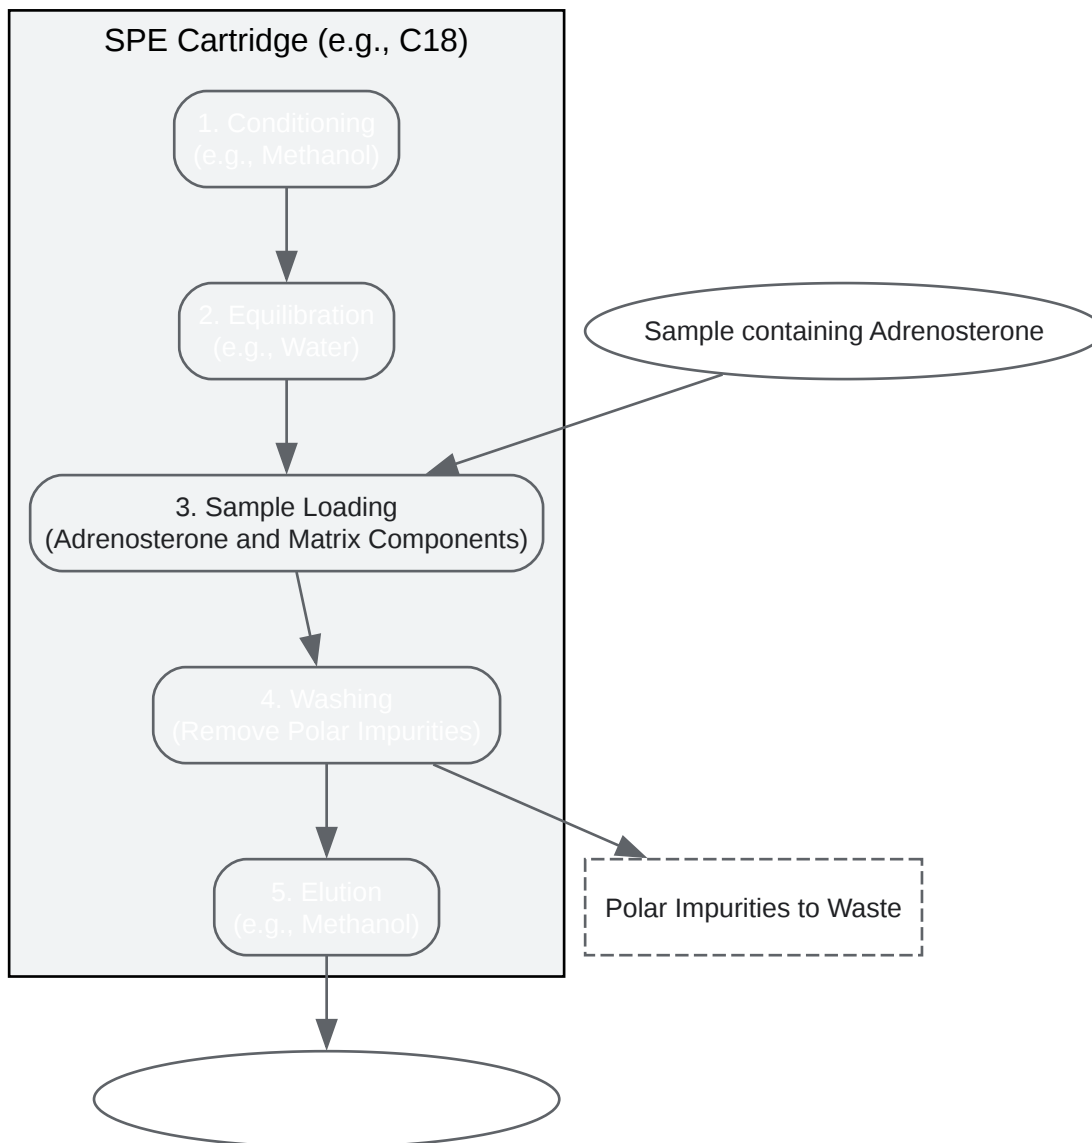 SPE Cartridge (e.g., C18)
1. Conditioning
(e.g., Methanol)
2. Equilibration
(e.g., Water)
Sample containing Adrenosterone
3. Sample Loading
(Adrenosterone and Matrix Components)
4. Washing
(Remove Polar Impurities)
5. Elution
(e.g., Methanol)
Polar Impurities to Waste